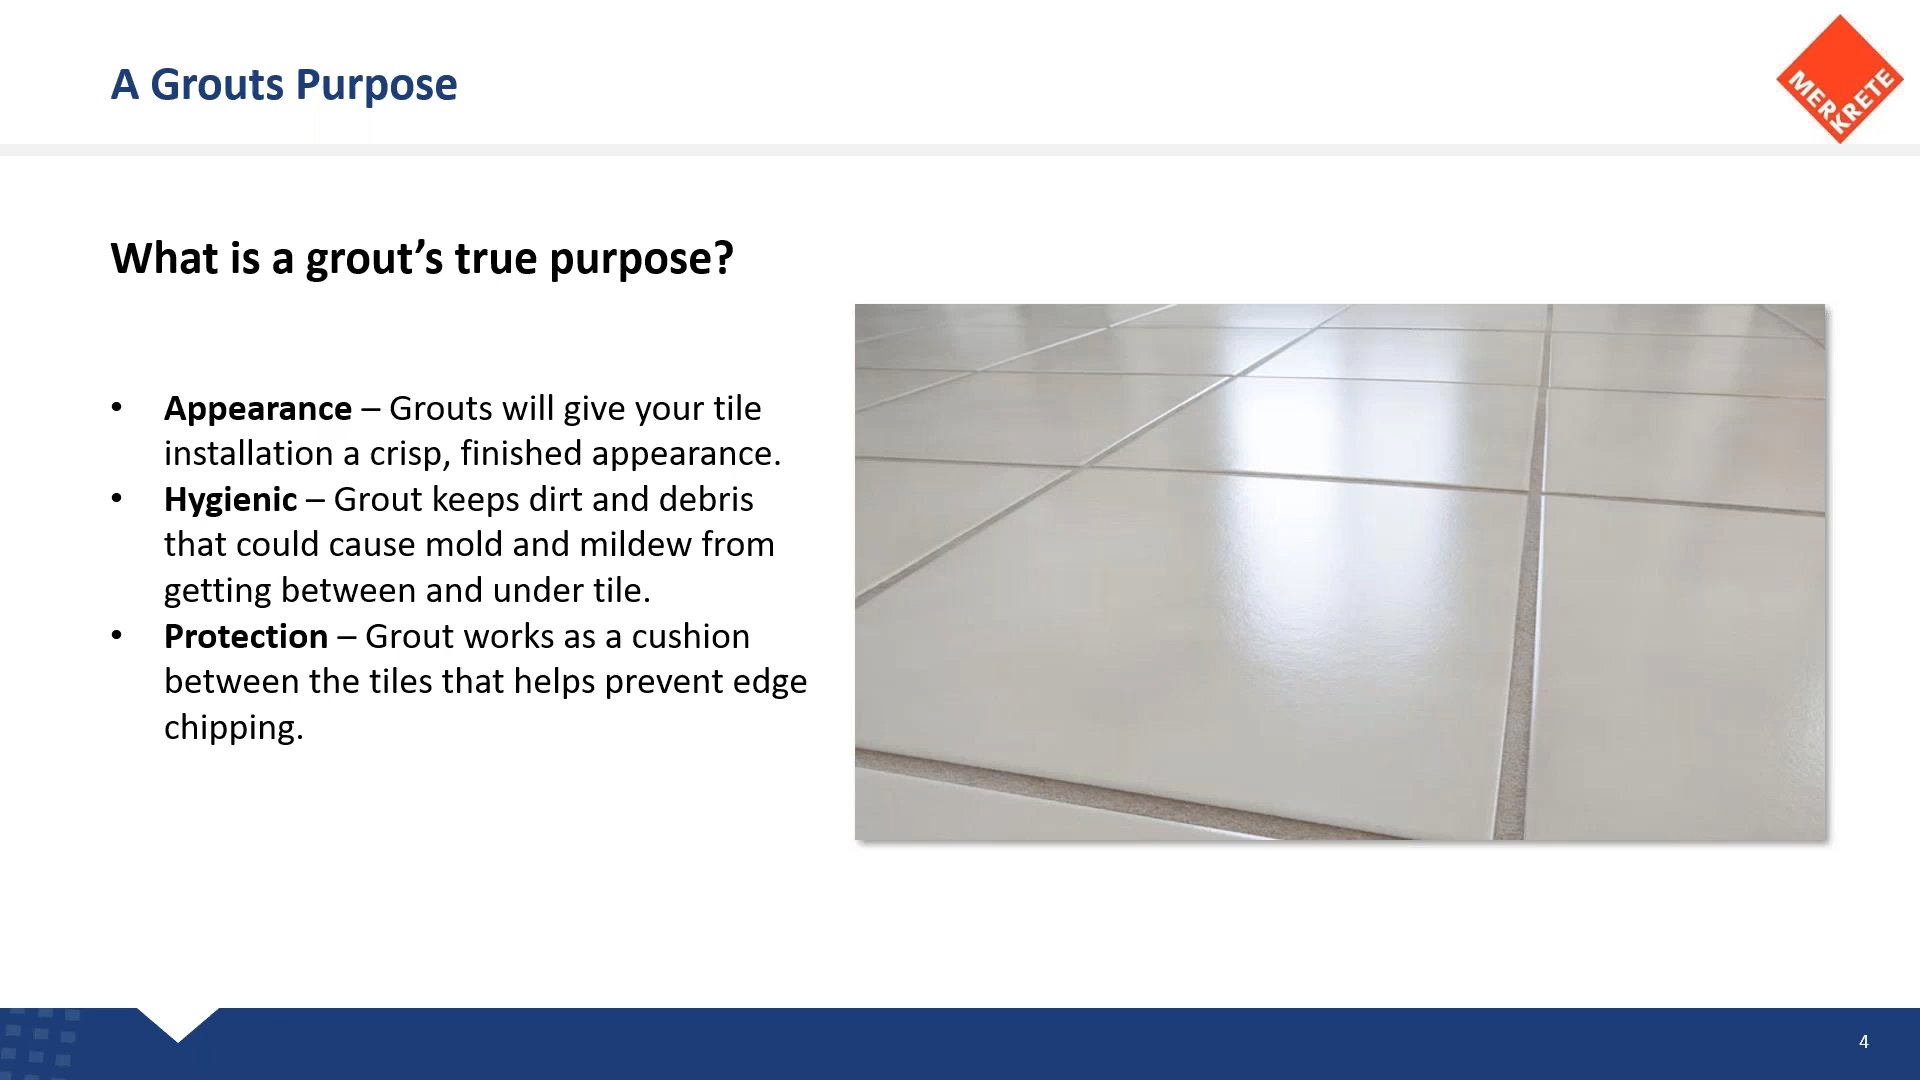 A Grouts Purpose
MERKRETE
What is a grout’s true purpose?
• Appearance – Grouts will give your tile
installation a crisp, finished appearance.
• Hygienic – Grout keeps dirt and debris
that could cause mold and mildew from
getting between and under tile.
• Protection – Grout works as a cushion
between the tiles that helps prevent edge
chipping.
4